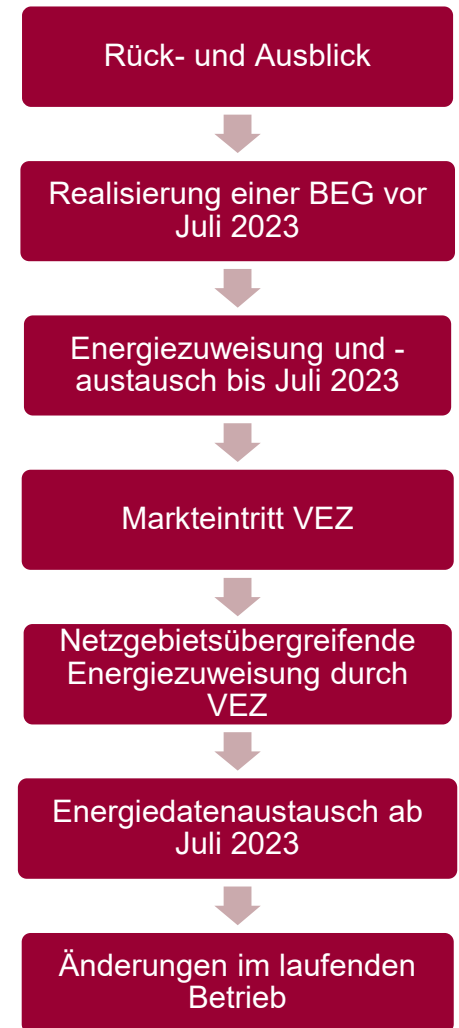 Rück- und Ausblick
Realisierung einer BEG vor
Juli 2023
Energiezuweisung und -
austausch bis Juli 2023
Markteintritt VEZ
Netzgebietsübergreifende
Energiezuweisung durch
VEZ
Energiedatenaustausch ab
Juli 2023
Änderungen im laufenden
Betrieb